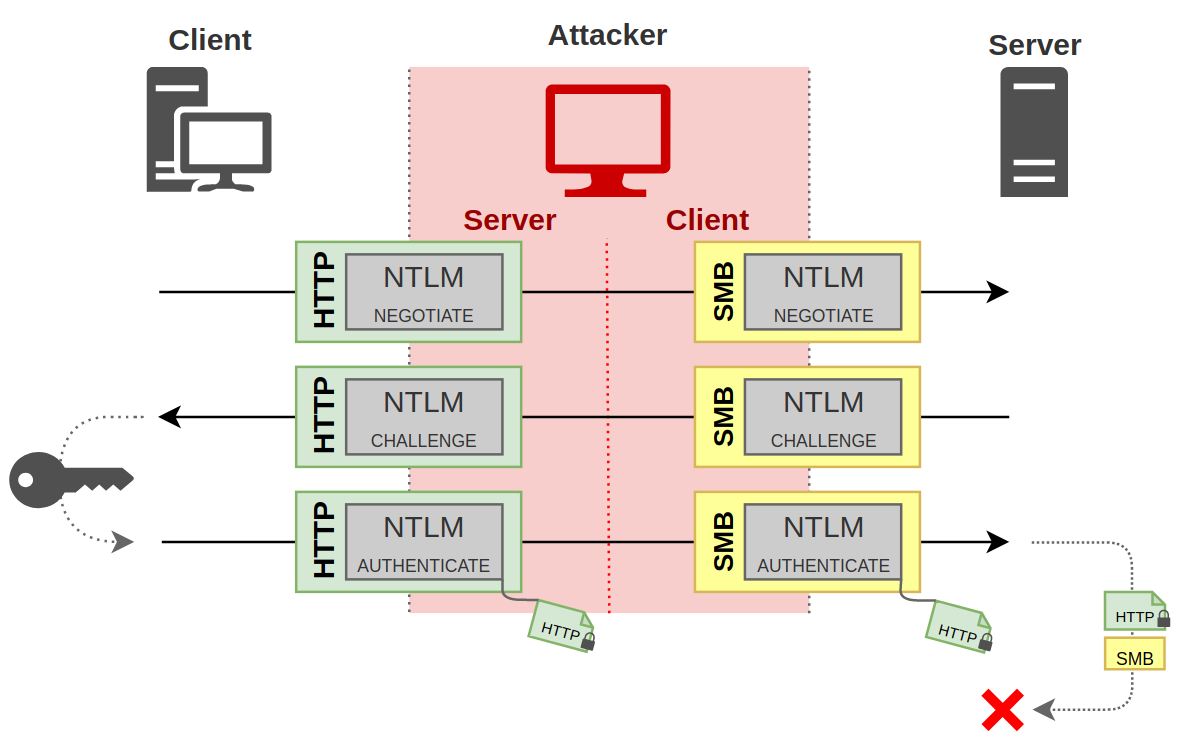 Client
Attacker
Server
Server
Client
HTTP
NTLM
NEGOTIATE
SMB
NTLM
NEGOTIATE
HTTP
NTLM
CHALLENGE
SMB
NTLM
CHALLENGE
HTTP
NTLM
AUTHENTICATE
SMB
NTLM
AUTHENTICATE
HTTP
HTTP
HTTP
SMB